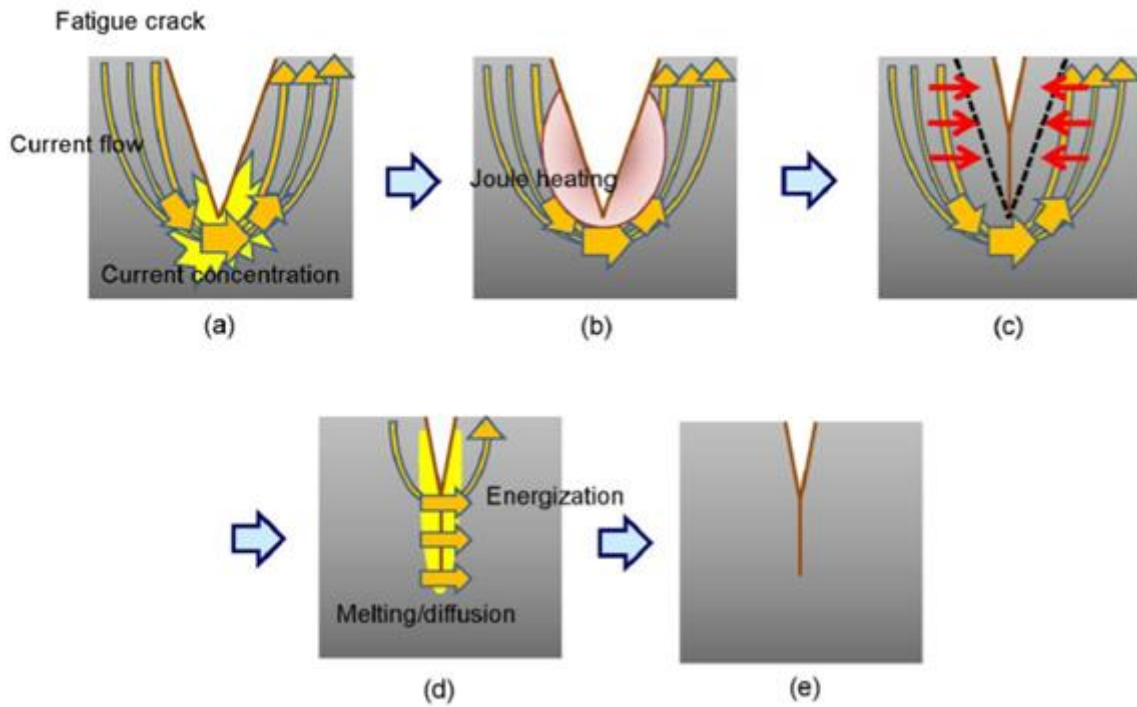 Fatigue crack
Current flow
Current concentration
(a)
Joule heating
(b)
(c)
Energization
Melting/diffusion
(d)
(e)